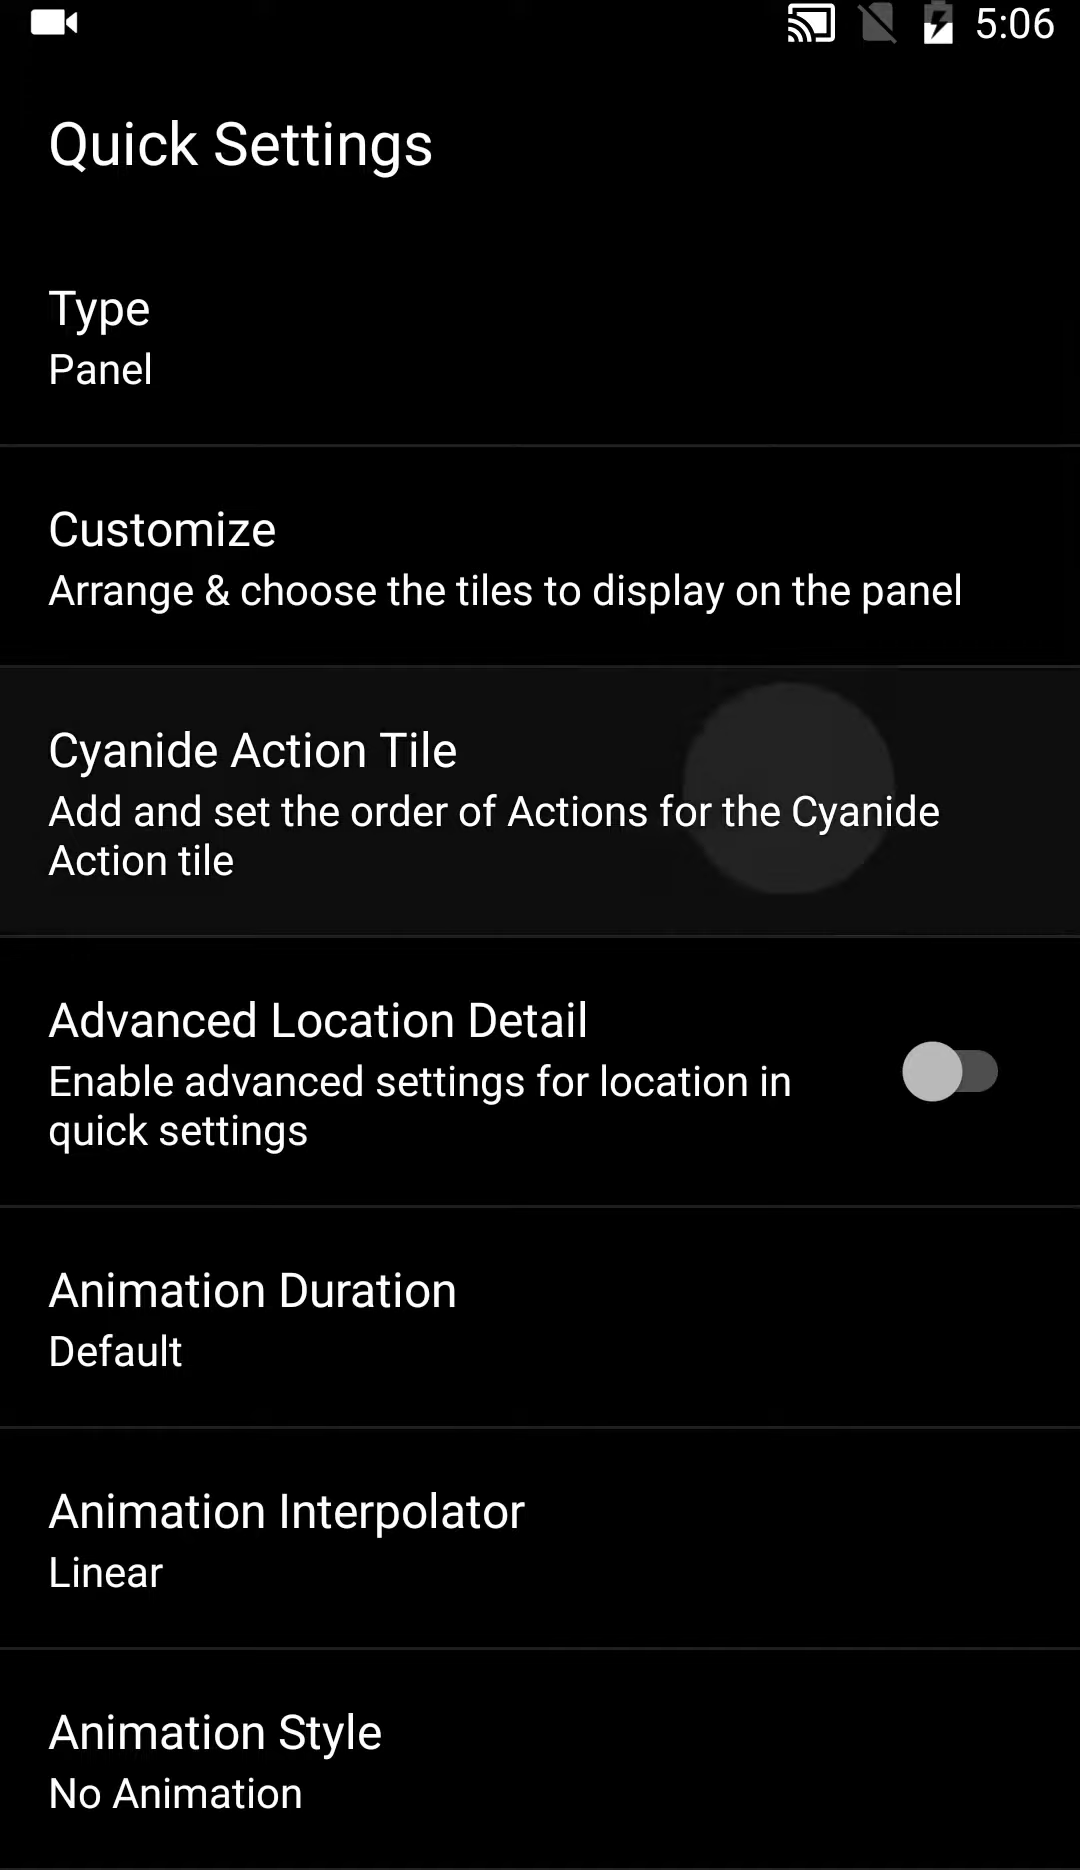 5:06
Quick Settings
Type
Panel
Customize
Arrange & choose the tiles to display on the panel
Cyanide Action Tile
Add and set the order of Actions for the Cyanide
Action tile
Advanced Location Detail
Enable advanced settings for location in
quick settings
Animation Duration
Default
Animation Interpolator
Linear
Animation Style
No Animation